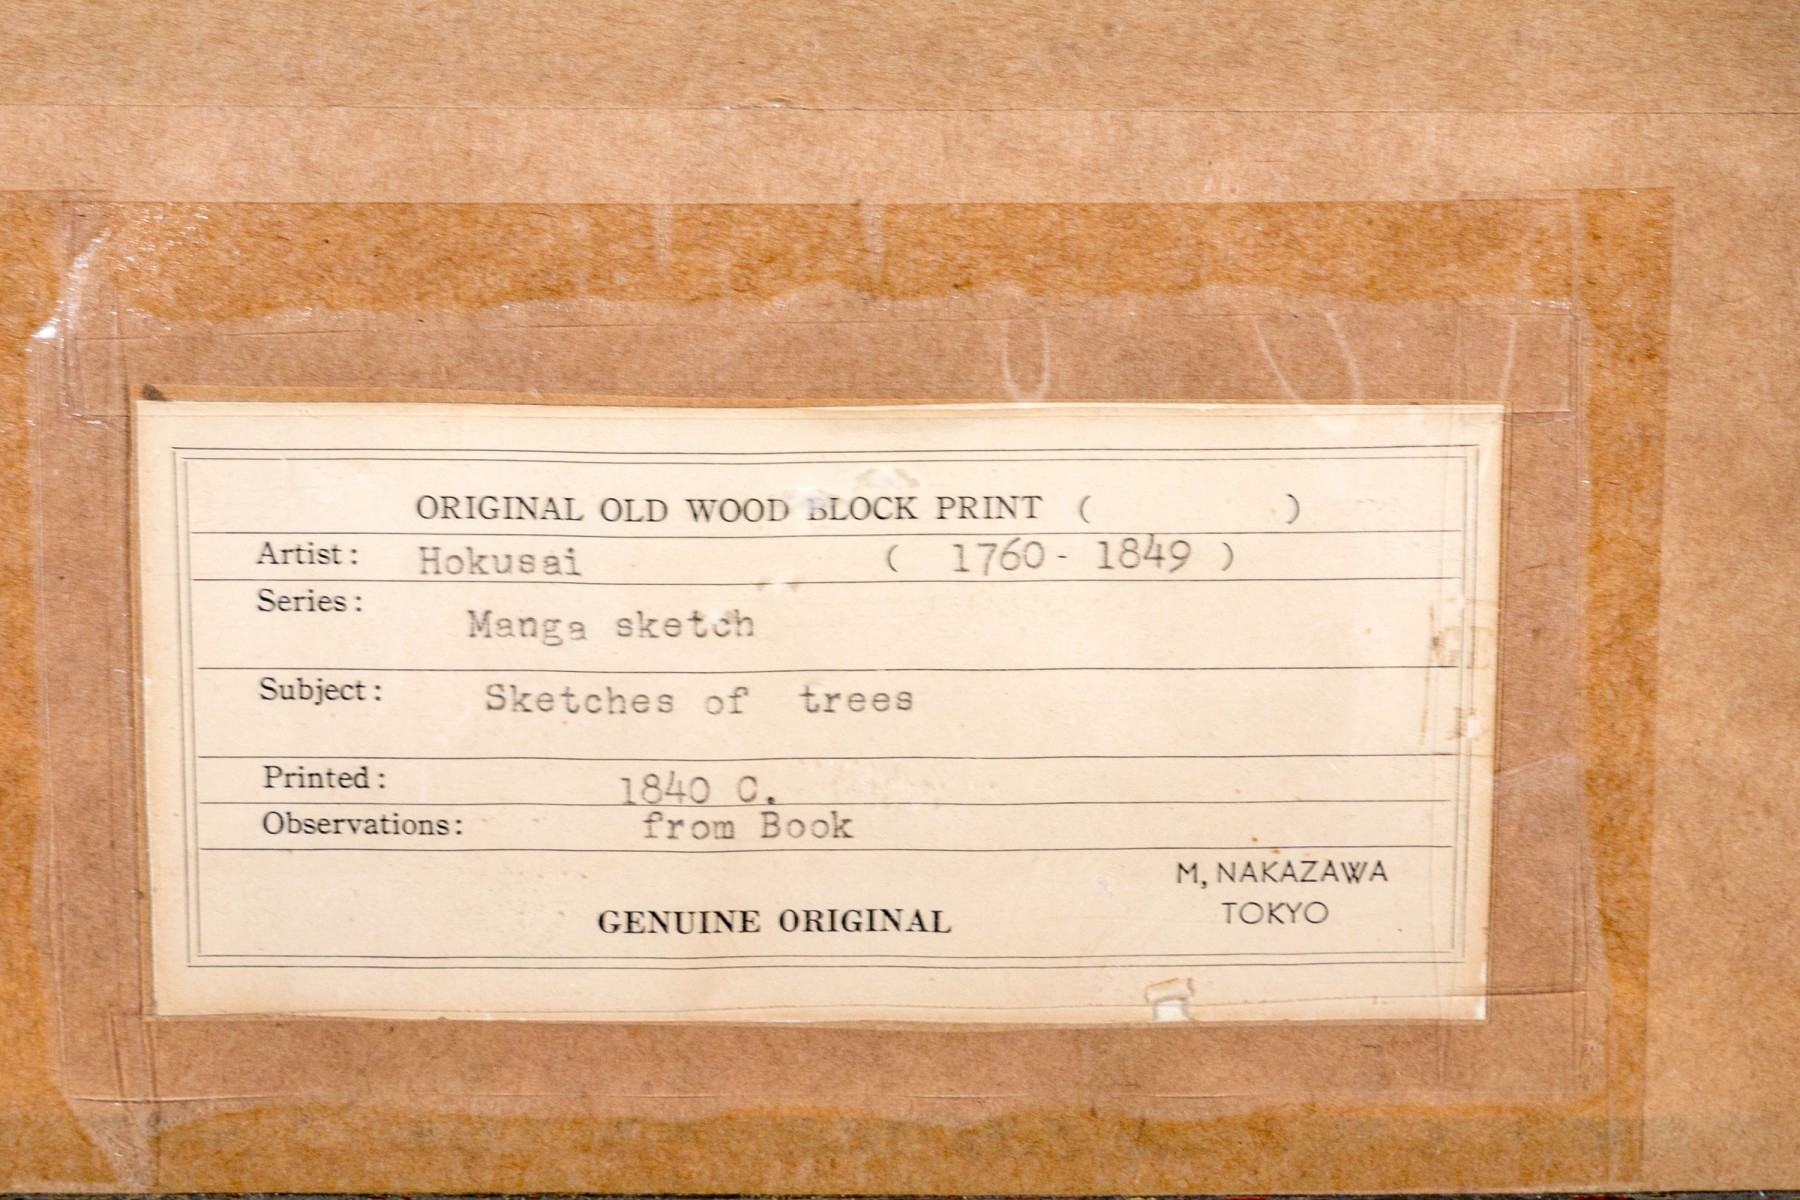 ORIGINAL OLD WOOD BLOCK PRINT ( )
Artist: Hokusai ( 1760 - 1849 )
Series: Manga sketch
Subject: Sketches of trees
Printed: 1840 C.
Observations: from Book
M, NAKAZAWA
TOKYO
GENUINE ORIGINAL